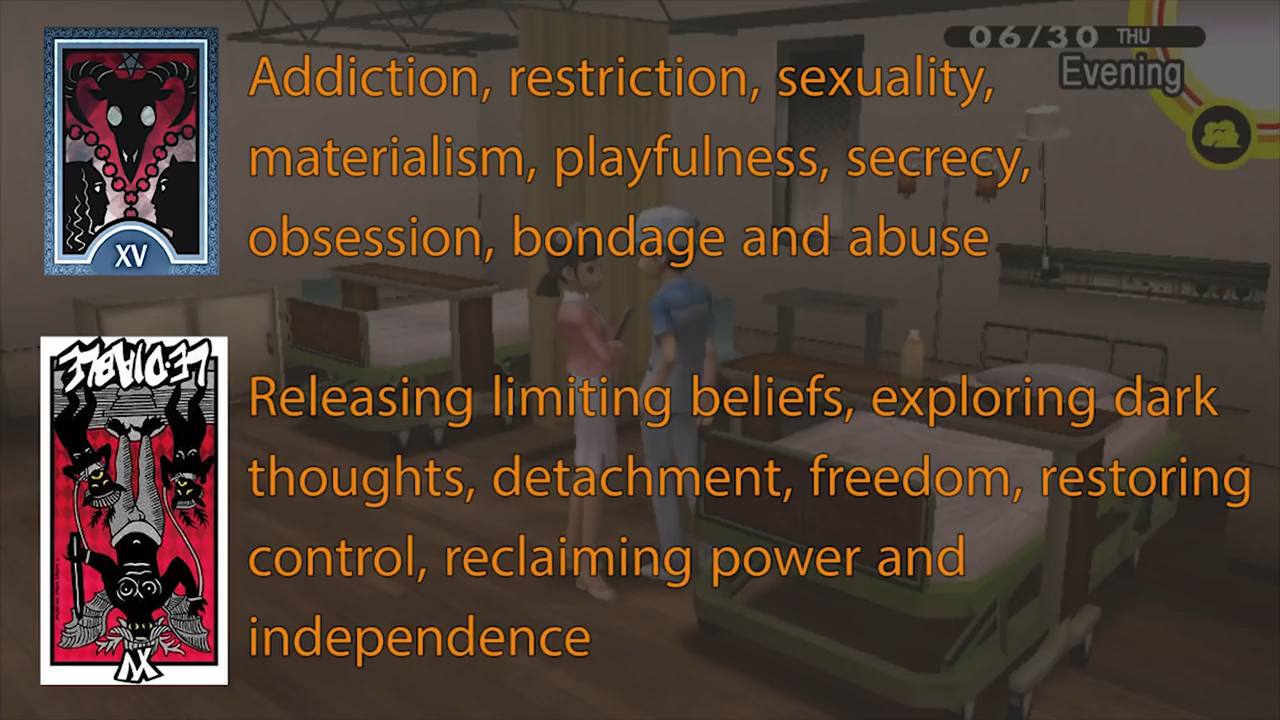 06/30 THU
Evening
XV
Addiction, restriction, sexuality,
materialism, playfulness, secrecy,
obsession, bondage and abuse
LE DIABLE
Releasing limiting beliefs, exploring dark
thoughts, detachment, freedom, restoring
control, reclaiming power and
independence
XV